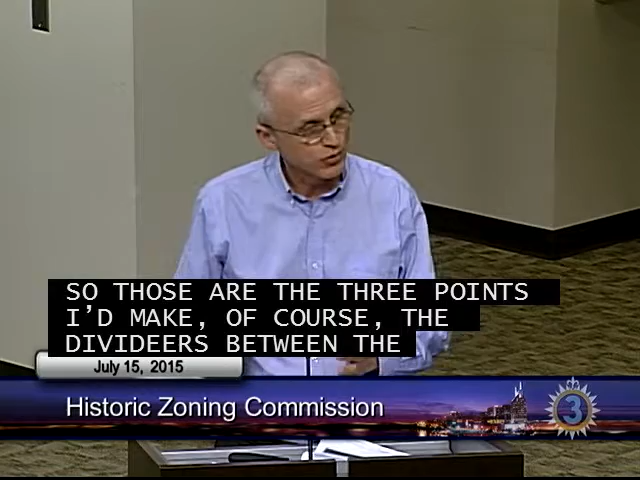 SO THOSE ARE THE THREE POINTS
I'D MAKE, OF COURSE, THE
DIVIDEERS BETWEEN THE
July 15, 2015
Historic Zoning Commission
3